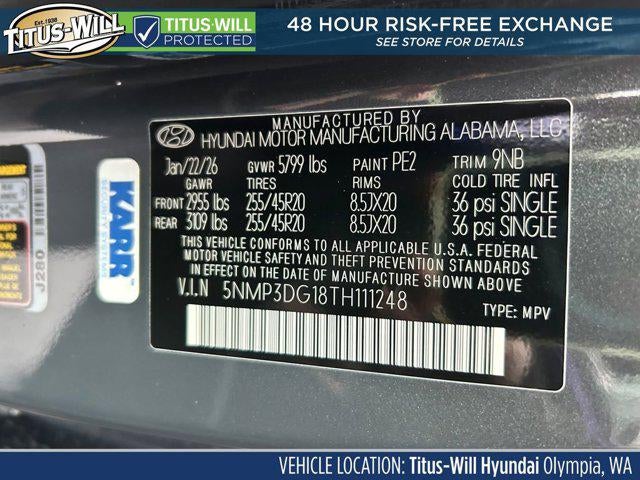 Est. 1938
TITUS-WILL
TITUS-WILL
PROTECTED
48 HOUR RISK-FREE EXCHANGE
SEE STORE FOR DETAILS
MANUFACTURED BY
HYUNDAI MOTOR MANUFACTURING ALABAMA, LLC
Jan/22/26 GVWR 5799 lbs PAINT PE2 TRIM 9NB
GAWR TIRES RIMS COLD TIRE INFL
FRONT 2955 lbs 255/45R20 8.5JX20 36 psi SINGLE
REAR 3109 lbs 255/45R20 8.5JX20 36 psi SINGLE
THIS VEHICLE CONFORMS TO ALL APPLICABLE U.S.A. FEDERAL
MOTOR VEHICLE SAFETY AND THEFT PREVENTION STANDARDS
IN EFFECT ON THE DATE OF MANUFACTURE SHOWN ABOVE.
V.I.N 5NMP3DG18TH111248
TYPE: MPV
KARR
SECURITY SYSTEMS
J280
VEHICLE LOCATION: Titus-Will Hyundai Olympia, WA